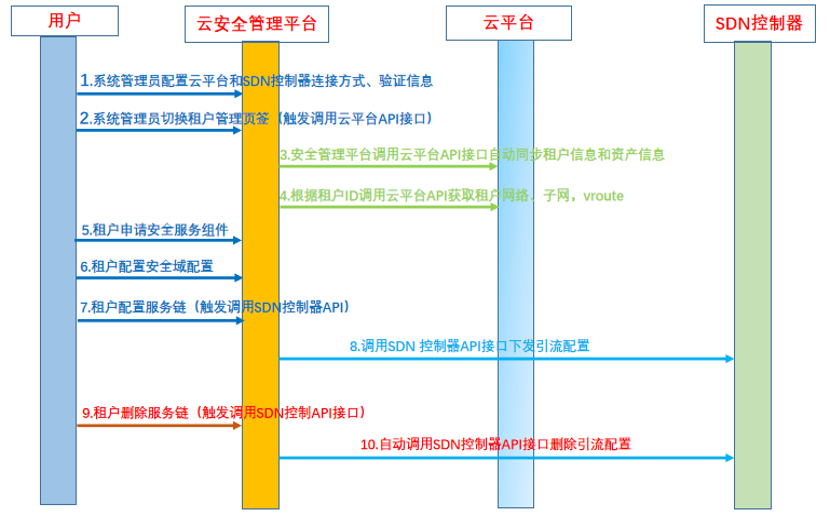 用户
云安全管理平台
云平台
SDN控制器
1.系统管理员配置云平台和SDN控制器连接方式、验证信息
2.系统管理员切换租户管理页签（触发调用云平台API接口）
3.安全管理平台调用云平台API接口自动同步租户信息和资产信息
4.根据租户ID调用云平台API获取租户网络，子网，vroute
5.租户申请安全服务组件
6.租户配置安全域配置
7.租户配置服务链（触发调用SDN控制器API）
8.调用SDN 控制器API接口下发引流配置
9.租户删除服务链（触发调用SDN控制API接口）
10.自动调用SDN控制器API接口删除引流配置